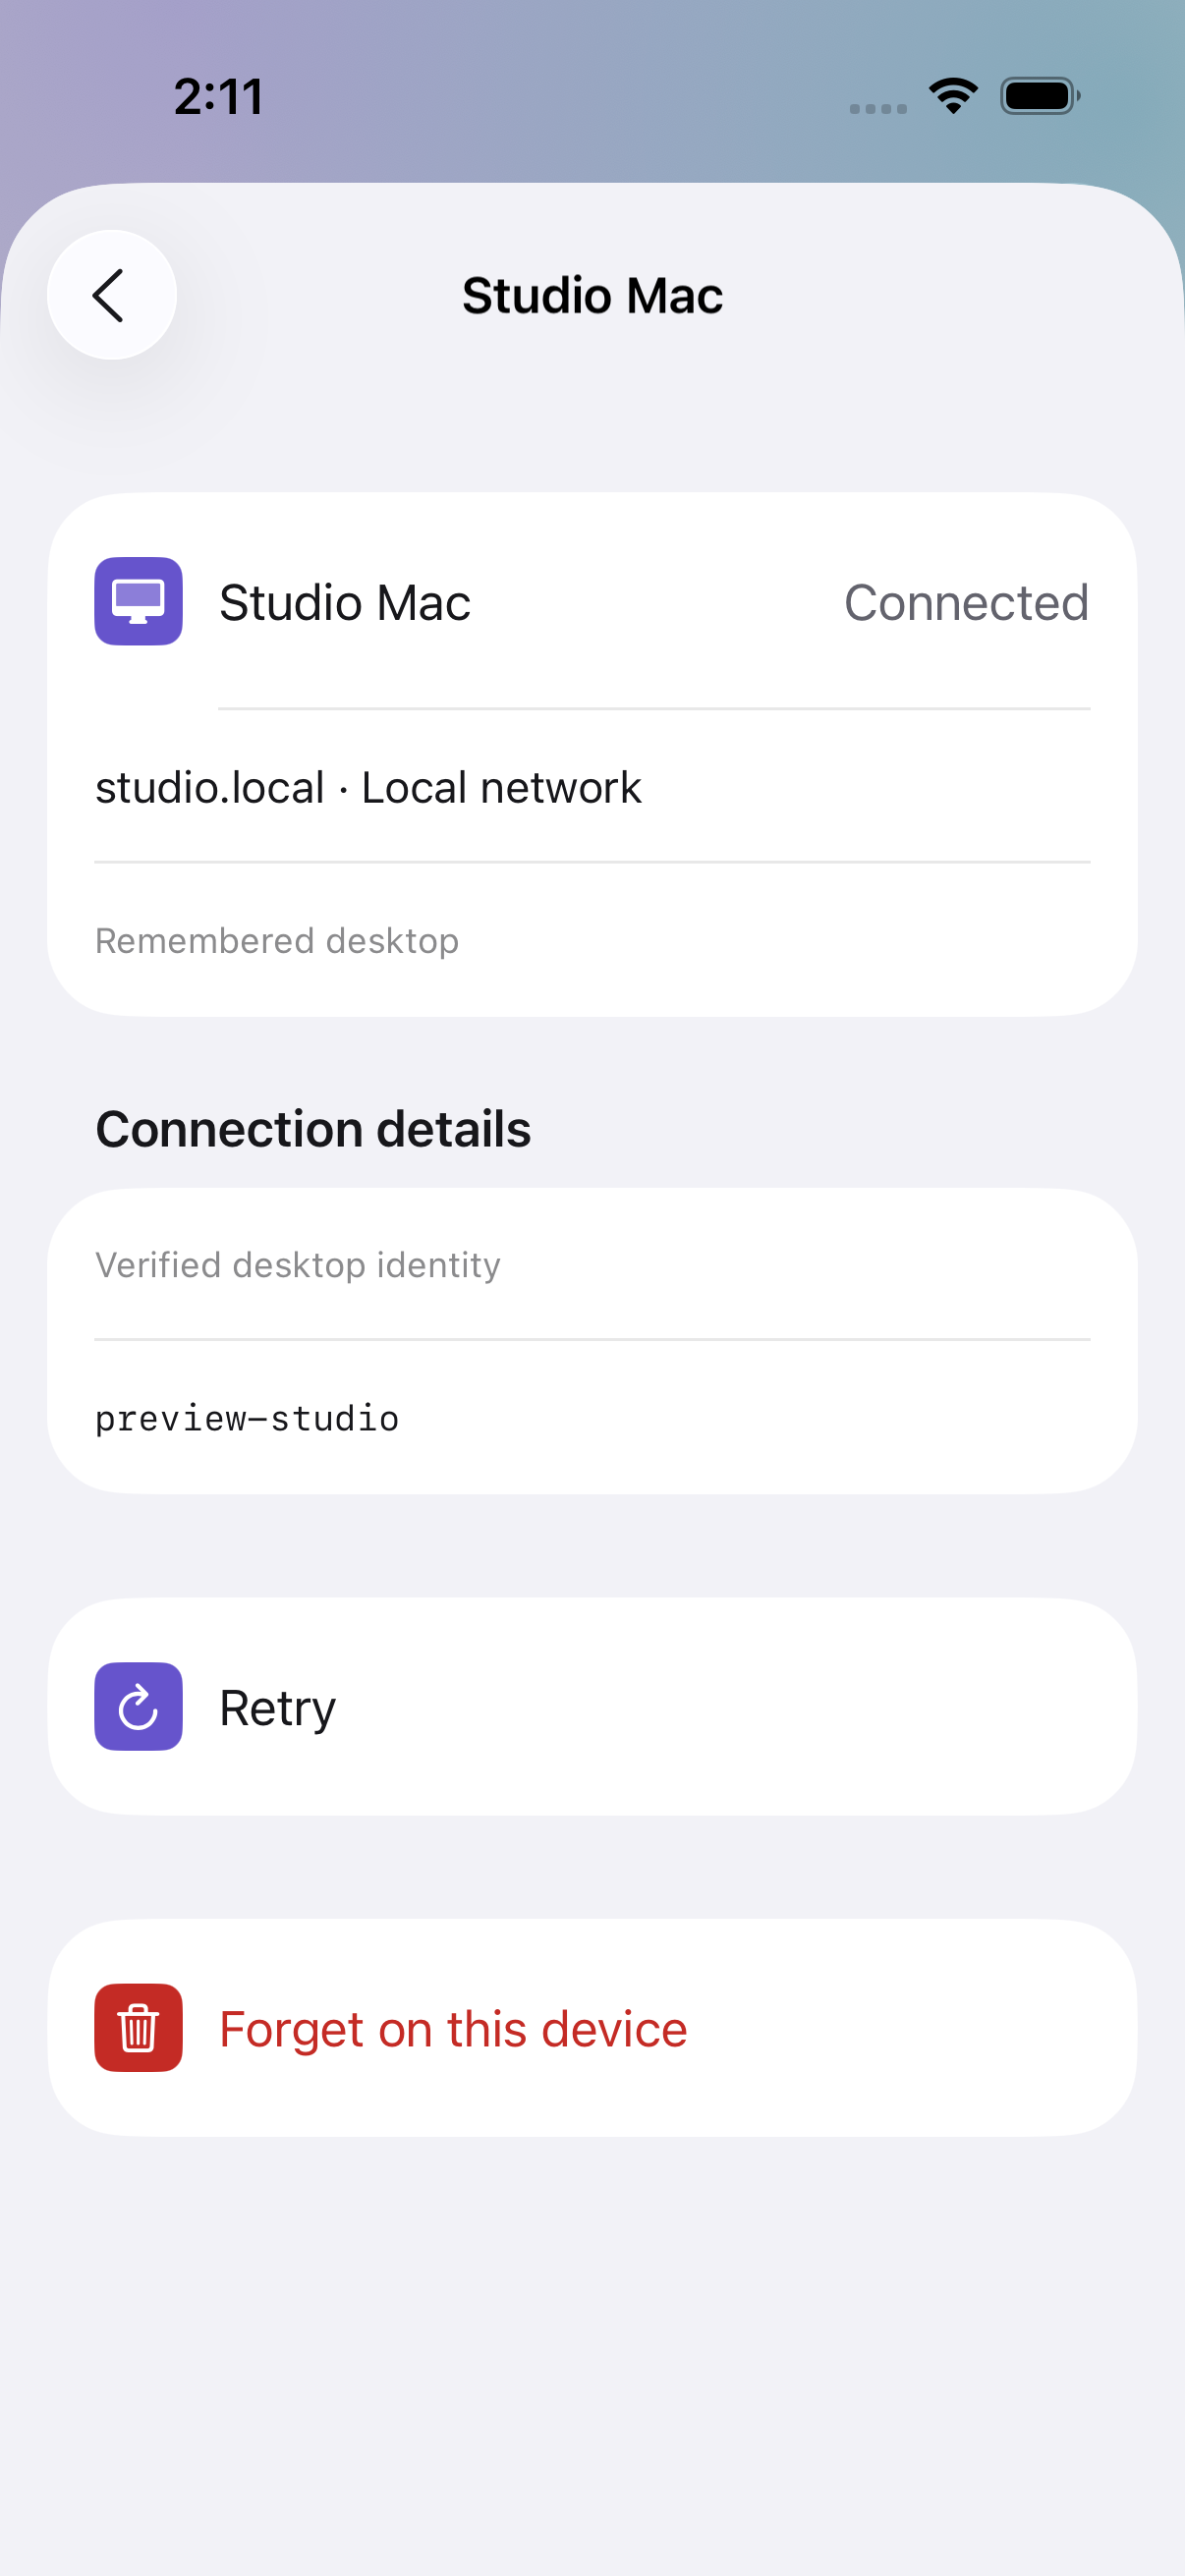 2:11
Studio Mac
Studio Mac Connected
studio.local · Local network
Remembered desktop
Connection details
Verified desktop identity
preview-studio
Retry
Forget on this device